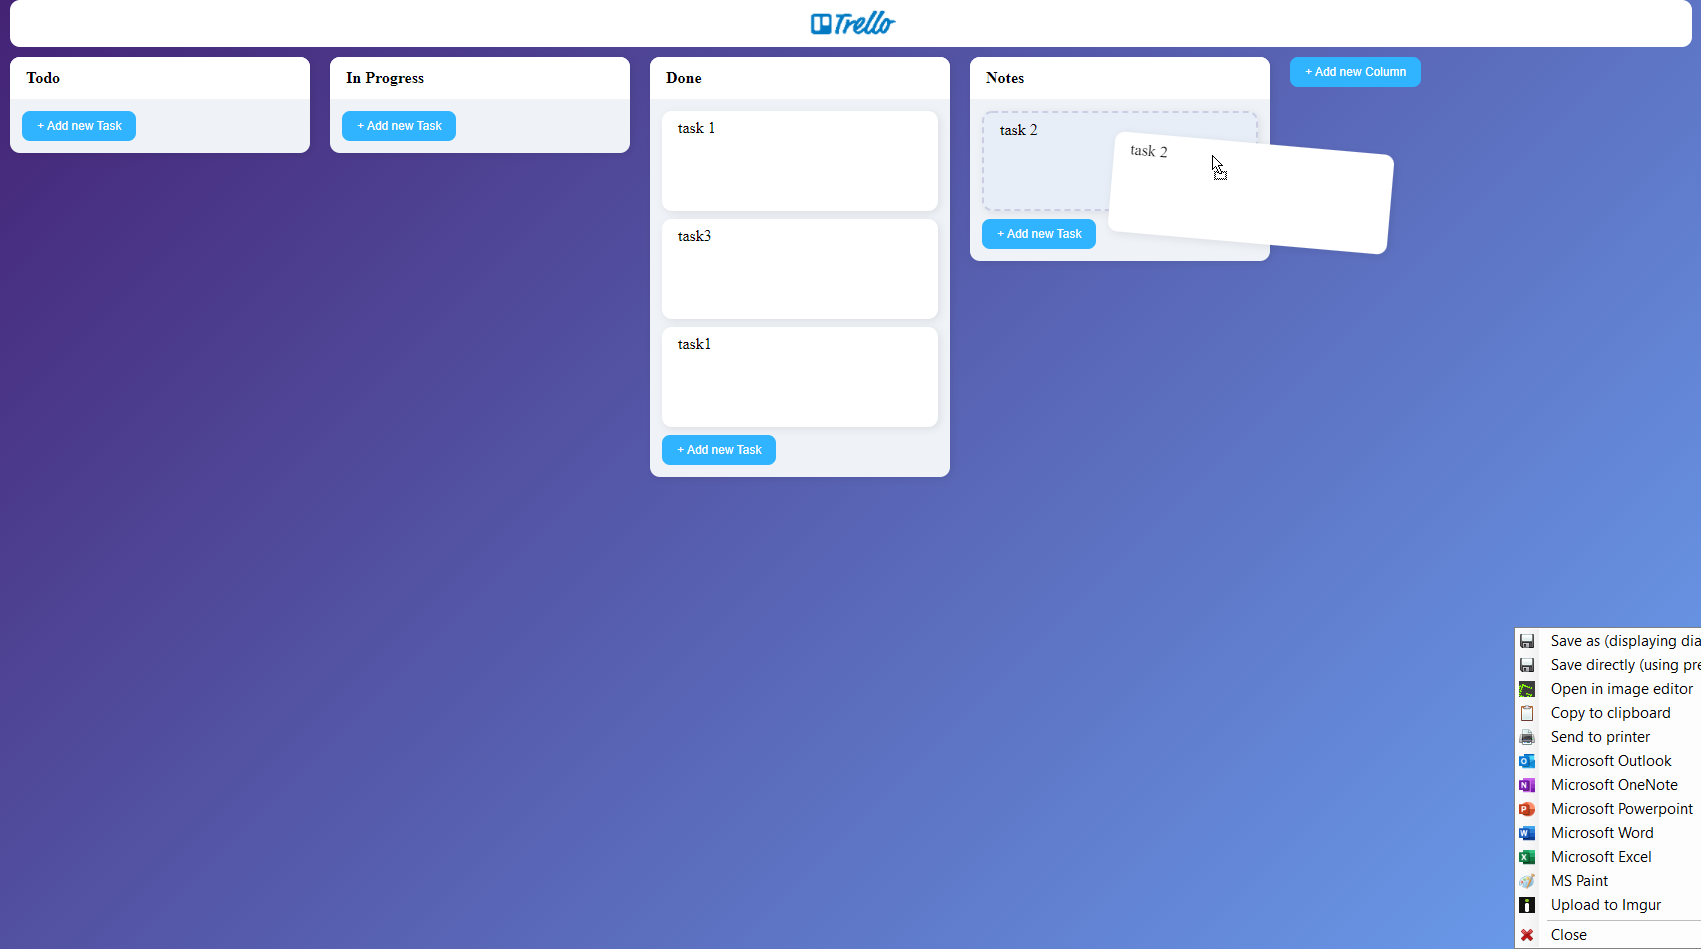 Trello
Todo
+ Add new Task
In Progress
+ Add new Task
Done
task 1
task3
task1
+ Add new Task
Notes
task 2
task 2
+ Add new Task
+ Add new Column
Save as (displaying dia
Save directly (using pre
Open in image editor
Copy to clipboard
Send to printer
Microsoft Outlook
Microsoft OneNote
Microsoft Powerpoint
Microsoft Word
Microsoft Excel
MS Paint
Upload to Imgur
Close